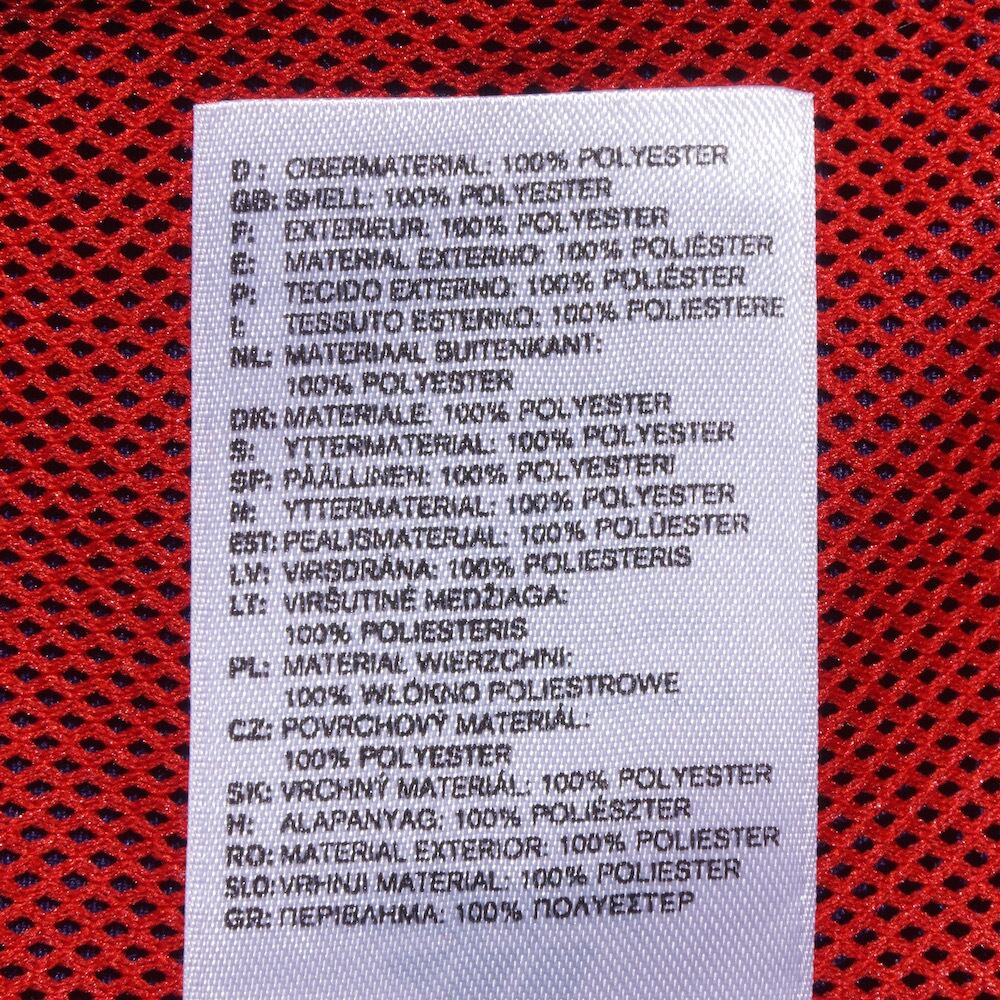 D: OBERMATERIAL: 100% POLYESTER
GB: SHELL: 100% POLYESTER
F: EXTERIEUR: 100% POLYESTER
E: MATERIAL EXTERNO: 100% POLIÉSTER
P: TECIDO EXTERNO: 100% POLIÉSTER
I: TESSUTO ESTERNO: 100% POLIESTERE
NL: MATERIAAL BUITENKANT:
100% POLYESTER
DK: MATERIALE: 100% POLYESTER
S: YTTERMATERIAL: 100% POLYESTER
SF: PÄÄLLINEN: 100% POLYESTERI
N: YTTERMATERIAL: 100% POLYESTER
EST: PEALISMATERJAL: 100% POLÜESTER
LV: VIRSDRÁNA: 100% POLIESTERIS
LT: VIRŠUTINĖ MEDŽIAGA:
100% POLIESTERIS
PL: MATERIAL WIERZCHNI:
100% WLÓKNO POLIESTROWE
CZ: POVRCHOVÝ MATERIÁL:
100% POLYESTER
SK: VRCHNÝ MATERIÁL: 100% POLYESTER
H: ALAPANYAG: 100% POLIÉSZTER
RO: MATERIAL EXTERIOR: 100% POLIESTER
SLO: VRHNJI MATERIAL: 100% POLIESTER
GR: ΠΕΡΙΒΛΗΜΑ: 100% ΠΟΛΥΕΣΤΕΡ